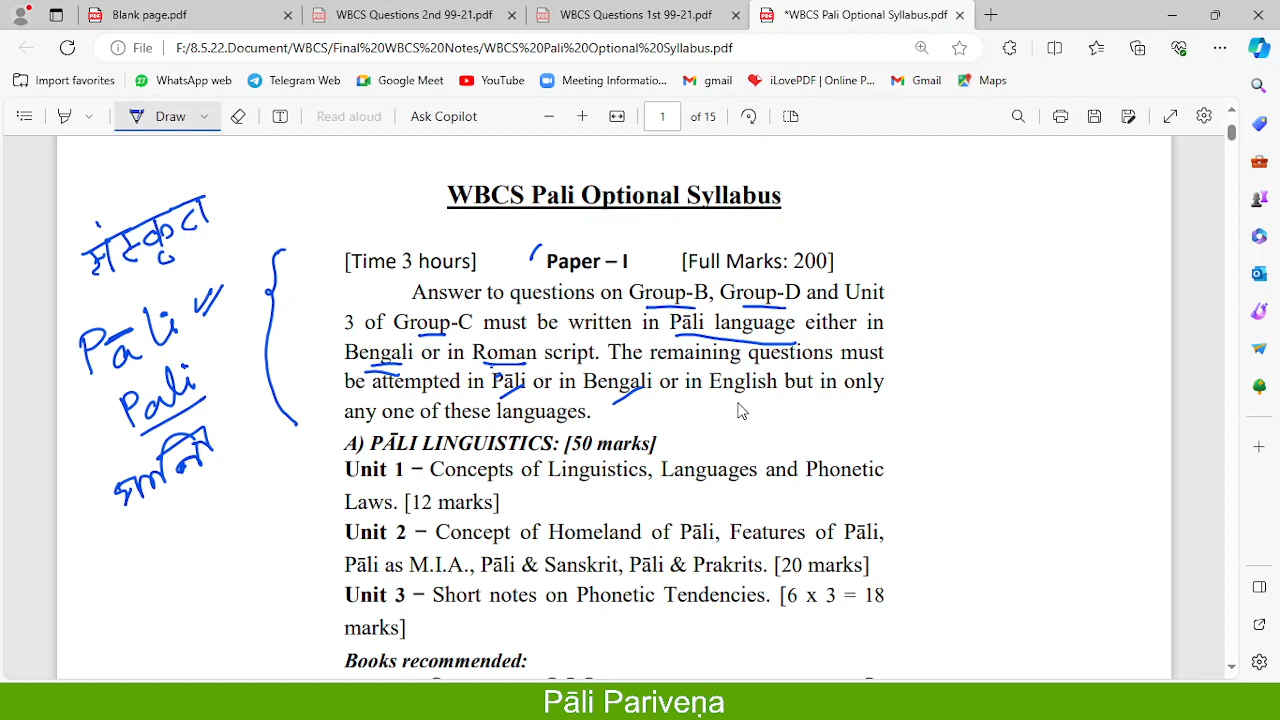 Blank page.pdf
WBCS Questions 2nd 99-21.pdf
WBCS Questions 1st 99-21.pdf
*WBCS Pali Optional Syllabus.pdf
File
F:/8.5.22.Document/WBCS/Final%20WBCS%20Notes/WBCS%20Pali%20Optional%20Syllabus.pdf
Import favorites
WhatsApp web
Telegram Web
Google Meet
YouTube
Meeting Informatio...
gmail
iLovePDF | Online P...
Gmail
Maps
Draw
Read aloud
Ask Copilot
1 of 15
WBCS Pali Optional Syllabus
[Time 3 hours] Paper – I [Full Marks: 200]
Answer to questions on Group-B, Group-D and Unit
3 of Group-C must be written in Pāli language either in
Bengali or in Roman script. The remaining questions must
be attempted in Pāli or in Bengali or in English but in only
any one of these languages.
A) PĀLI LINGUISTICS: [50 marks]
Unit 1 – Concepts of Linguistics, Languages and Phonetic
Laws. [12 marks]
Unit 2 – Concept of Homeland of Pāli, Features of Pāli,
Pāli as M.I.A., Pāli & Sanskrit, Pāli & Prakrits. [20 marks]
Unit 3 – Short notes on Phonetic Tendencies. [6 x 3 = 18
marks]
Books recommended:
Pāli
Pali
Pāli Pariveṇa